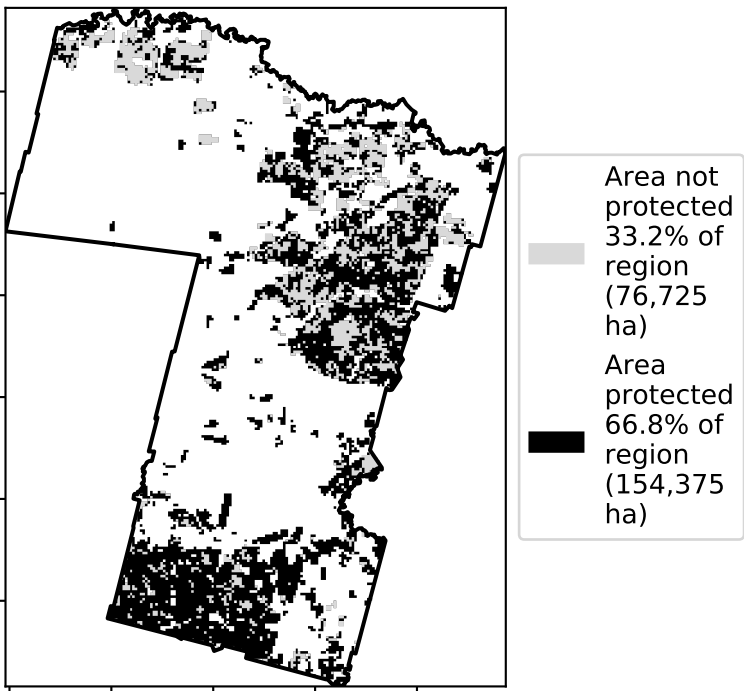 Area not
protected
33.2% of
region
(76,725
ha)
Area
protected
66.8% of
region
(154,375
ha)